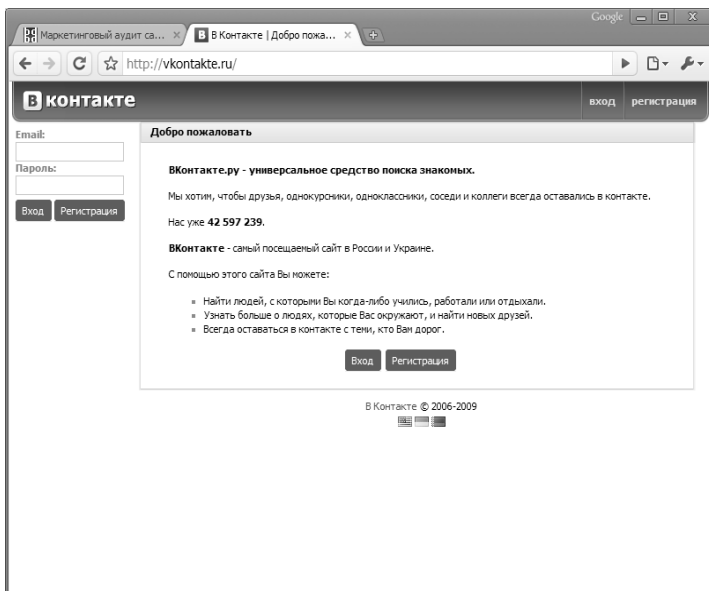 Google
Маркетинговый аудит са... В Контакте | Добро пожа...
http://vkontakte.ru/
В контакте
вход регистрация
Email:
Пароль:
Вход Регистрация
Добро пожаловать
ВКонтакте.ру - универсальное средство поиска знакомых.
Мы хотим, чтобы друзья, однокурсники, одноклассники, соседи и коллеги всегда оставались в контакте.
Нас уже 42 597 239.
ВКонтакте - самый посещаемый сайт в России и Украине.
С помощью этого сайта Вы можете:
Найти людей, с которыми Вы когда-либо учились, работали или отдыхали.
Узнать больше о людях, которые Вас окружают, и найти новых друзей.
Всегда оставаться в контакте с теми, кто Вам дорог.
Вход Регистрация
В Контакте © 2006-2009